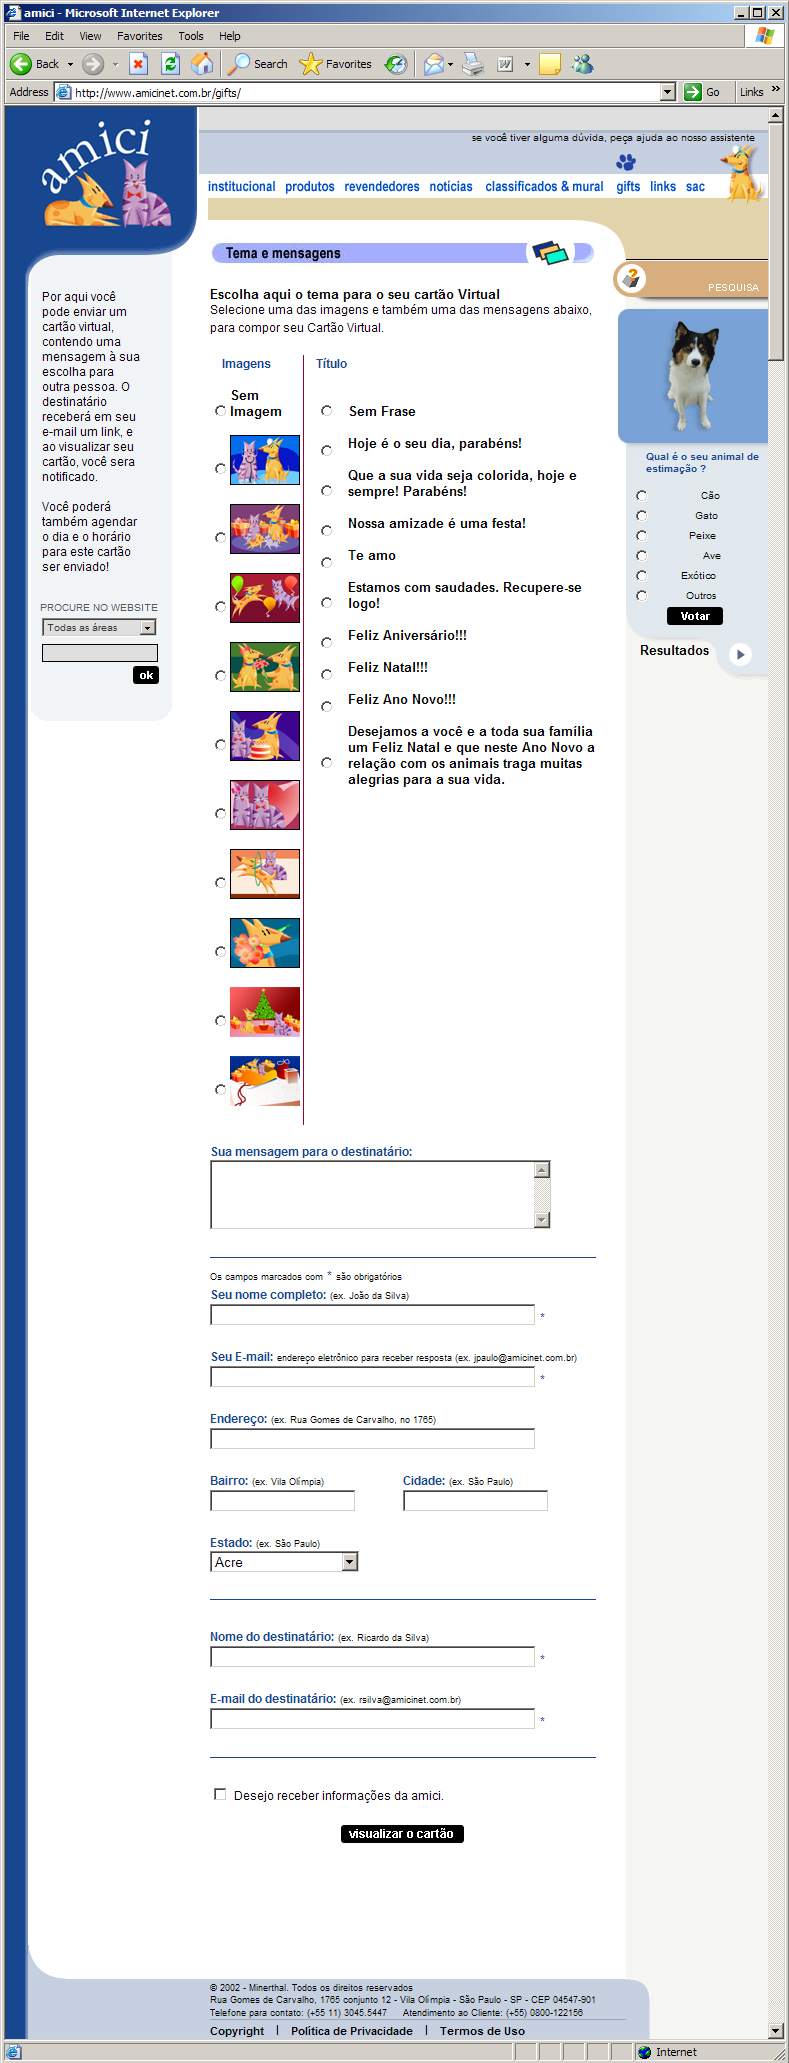 amici - Microsoft Internet Explorer
File Edit View Favorites Tools Help
Back Search Favorites
Address http://www.amicinet.com.br/gifts/ Go Links »
amici
se você tiver alguma dúvida, peça ajuda ao nosso assistente
institucional produtos revendedores notícias classificados & mural gifts links sac
Tema e mensagens
PESQUISA
Por aqui você
pode enviar um
cartão virtual,
contendo uma
mensagem à sua
escolha para
outra pessoa. O
destinatário
receberá em seu
e-mail um link, e
ao visualizar seu
cartão, você sera
notificado.
Você poderá
também agendar
o dia e o horário
para este cartão
ser enviado!
PROCURE NO WEBSITE
Todas as áreas
ok
Escolha aqui o tema para o seu cartão Virtual
Selecione uma das imagens e também uma das mensagens abaixo,
para compor seu Cartão Virtual.
Imagens Título
Sem
Imagem
Sem Frase
Hoje é o seu dia, parabéns!
Que a sua vida seja colorida, hoje e
sempre! Parabéns!
Nossa amizade é uma festa!
Te amo
Estamos com saudades. Recupere-se
logo!
Feliz Aniversário!!!
Feliz Natal!!!
Feliz Ano Novo!!!
Desejamos a você e a toda sua família
um Feliz Natal e que neste Ano Novo a
relação com os animais traga muitas
alegrias para a sua vida.
Qual é o seu animal de
estimação ?
Cão
Gato
Peixe
Ave
Exótico
Outros
Votar
Resultados
Sua mensagem para o destinatário:
Os campos marcados com * são obrigatórios
Seu nome completo: (ex. João da Silva)
*
Seu E-mail: endereço eletrônico para receber resposta (ex. jpaulo@amicinet.com.br)
*
Endereço: (ex. Rua Gomes de Carvalho, no 1765)
Bairro: (ex. Vila Olímpia) Cidade: (ex. São Paulo)
Estado: (ex. São Paulo)
Acre
Nome do destinatário: (ex. Ricardo da Silva)
*
E-mail do destinatário: (ex. rsilva@amicinet.com.br)
*
Desejo receber informações da amici.
visualizar o cartão
© 2002 - Minerthal. Todos os direitos reservados
Rua Gomes de Carvalho, 1765 conjunto 12 - Vila Olímpia - São Paulo - SP - CEP 04547-901
Telefone para contato: (+55 11) 3045.5447 Atendimento ao Cliente: (+55) 0800-122156
Copyright | Política de Privacidade | Termos de Uso
Internet